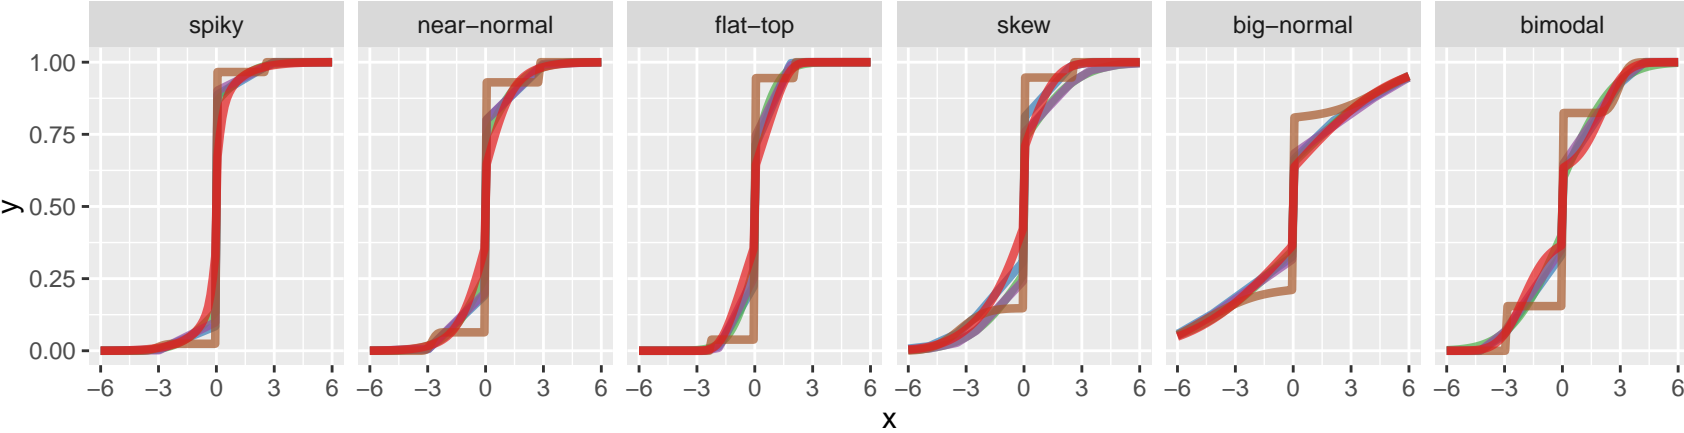 spiky near−normal flat−top skew big−normal bimodal
1.00
0.75
0.50
0.25
0.00
y
−6 −3 0 3 6 −6 −3 0 3 6 −6 −3 0 3 6 −6 −3 0 3 6 −6 −3 0 3 6 −6 −3 0 3 6
x